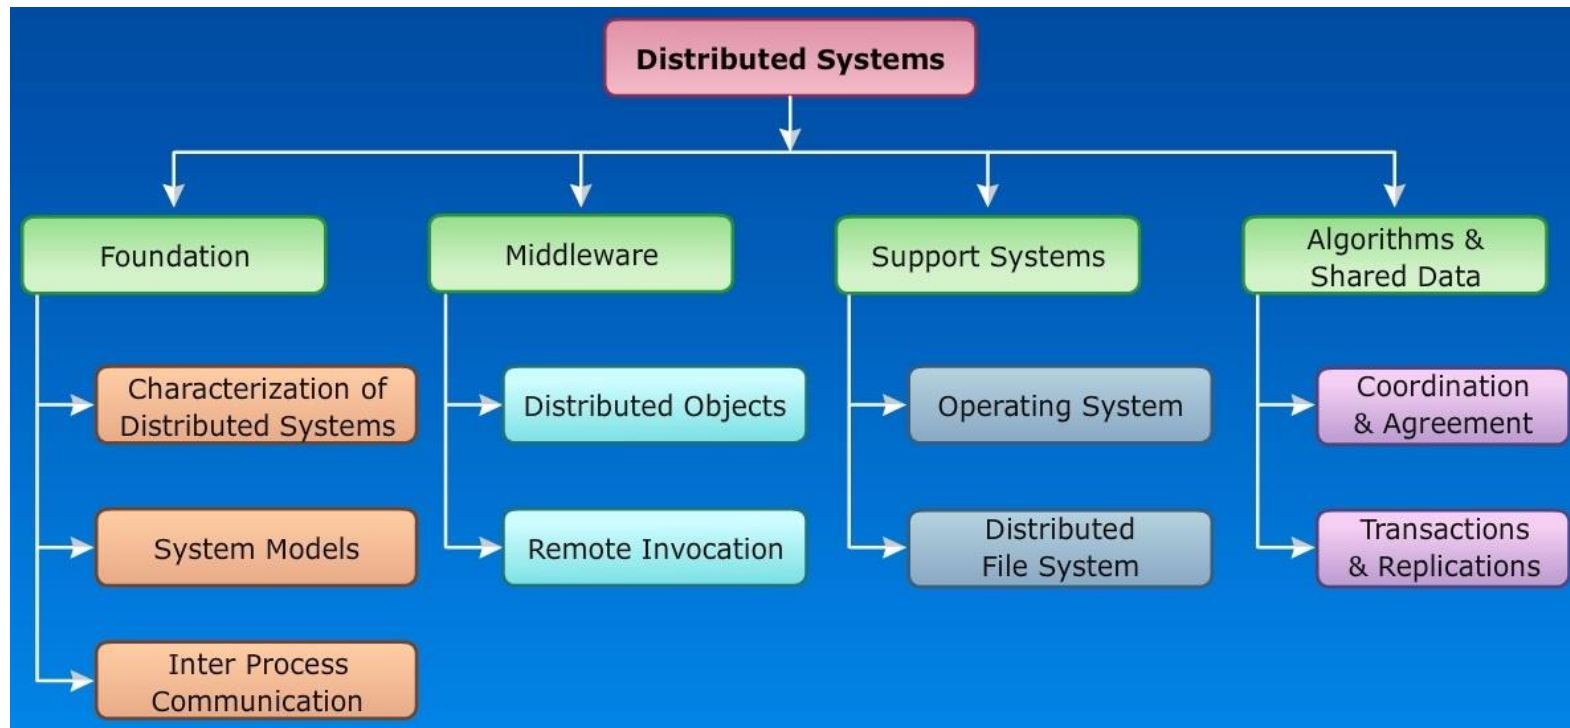 Distributed Systems
Foundation
Middleware
Support Systems
Algorithms &
Shared Data
Characterization of
Distributed Systems
Distributed Objects
Operating System
Coordination
& Agreement
System Models
Remote Invocation
Distributed
File System
Transactions
& Replications
Inter Process
Communication